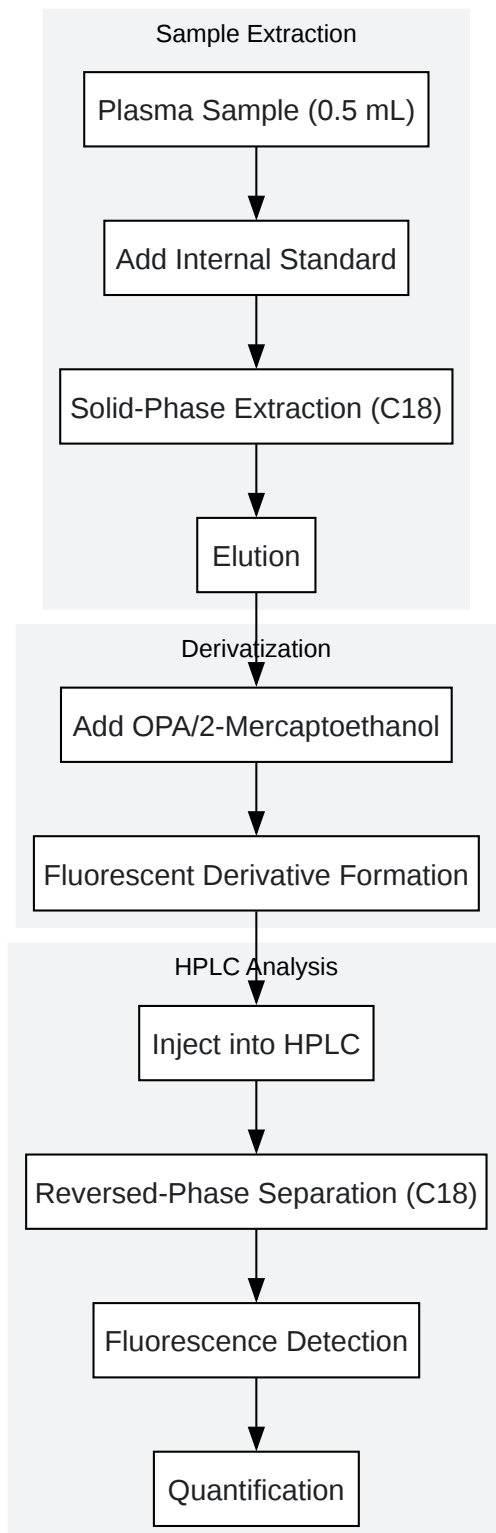 Sample Extraction
Plasma Sample (0.5 mL)
Add Internal Standard
Solid-Phase Extraction (C18)
Elution
Derivatization
Add OPA/2-Mercaptoethanol
Fluorescent Derivative Formation
HPLC Analysis
Inject into HPLC
Reversed-Phase Separation (C18)
Fluorescence Detection
Quantification